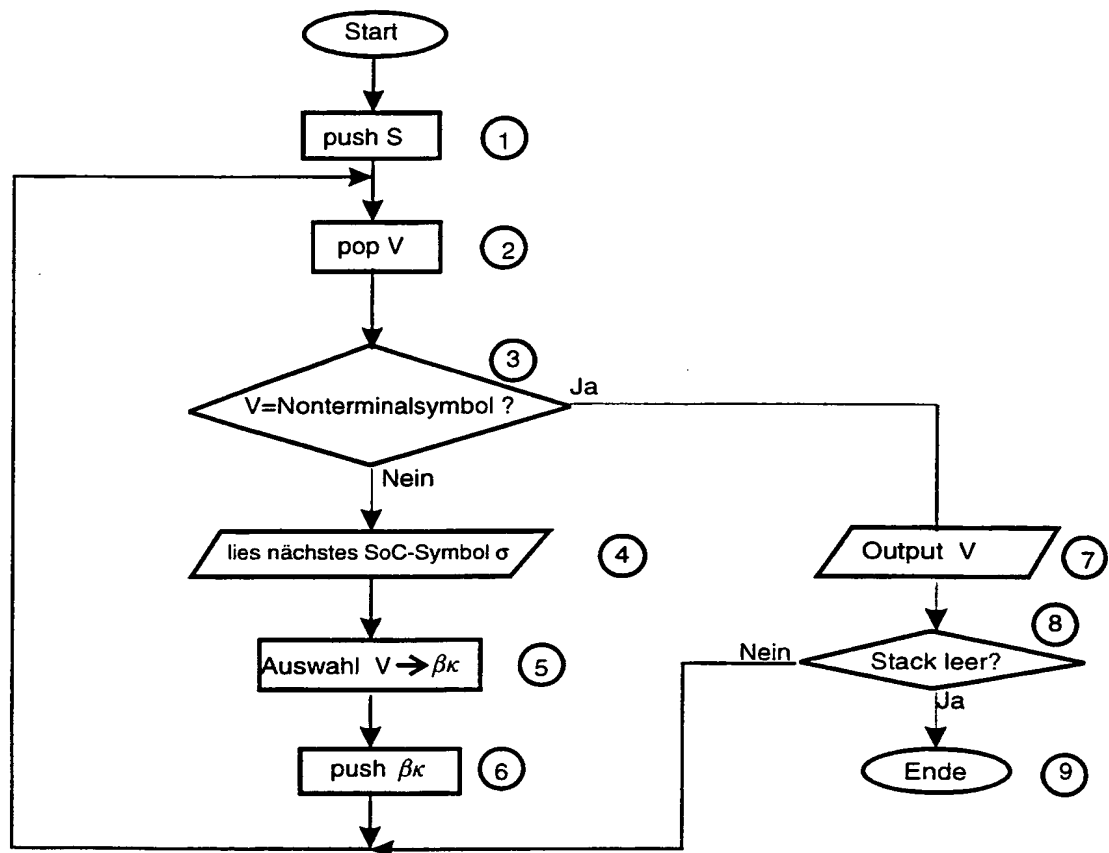 Start
push S
1
pop V
2
3
V=Nonterminalsymbol ?
Ja
Nein
lies nächstes SoC-Symbol σ
4
Output V
7
8
Auswahl V → βκ
5
Nein
Stack leer?
Ja
push βκ
6
Ende
9